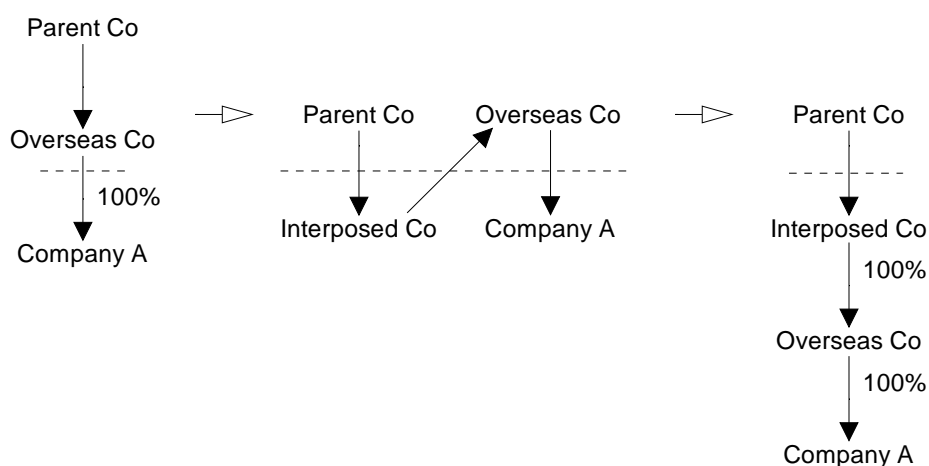 Parent Co
Overseas Co
100%
Company A
Parent Co
Overseas Co
Interposed Co
Company A
Parent Co
Interposed Co
100%
Overseas Co
100%
Company A